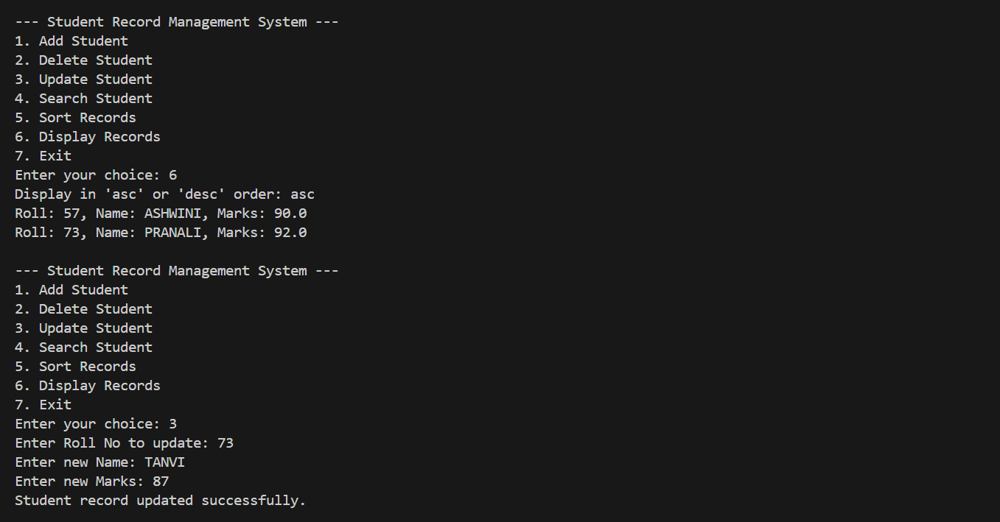 --- Student Record Management System ---
1. Add Student
2. Delete Student
3. Update Student
4. Search Student
5. Sort Records
6. Display Records
7. Exit
Enter your choice: 6
Display in 'asc' or 'desc' order: asc
Roll: 57, Name: ASHWINI, Marks: 90.0
Roll: 73, Name: PRANALI, Marks: 92.0

--- Student Record Management System ---
1. Add Student
2. Delete Student
3. Update Student
4. Search Student
5. Sort Records
6. Display Records
7. Exit
Enter your choice: 3
Enter Roll No to update: 73
Enter new Name: TANVI
Enter new Marks: 87
Student record updated successfully.